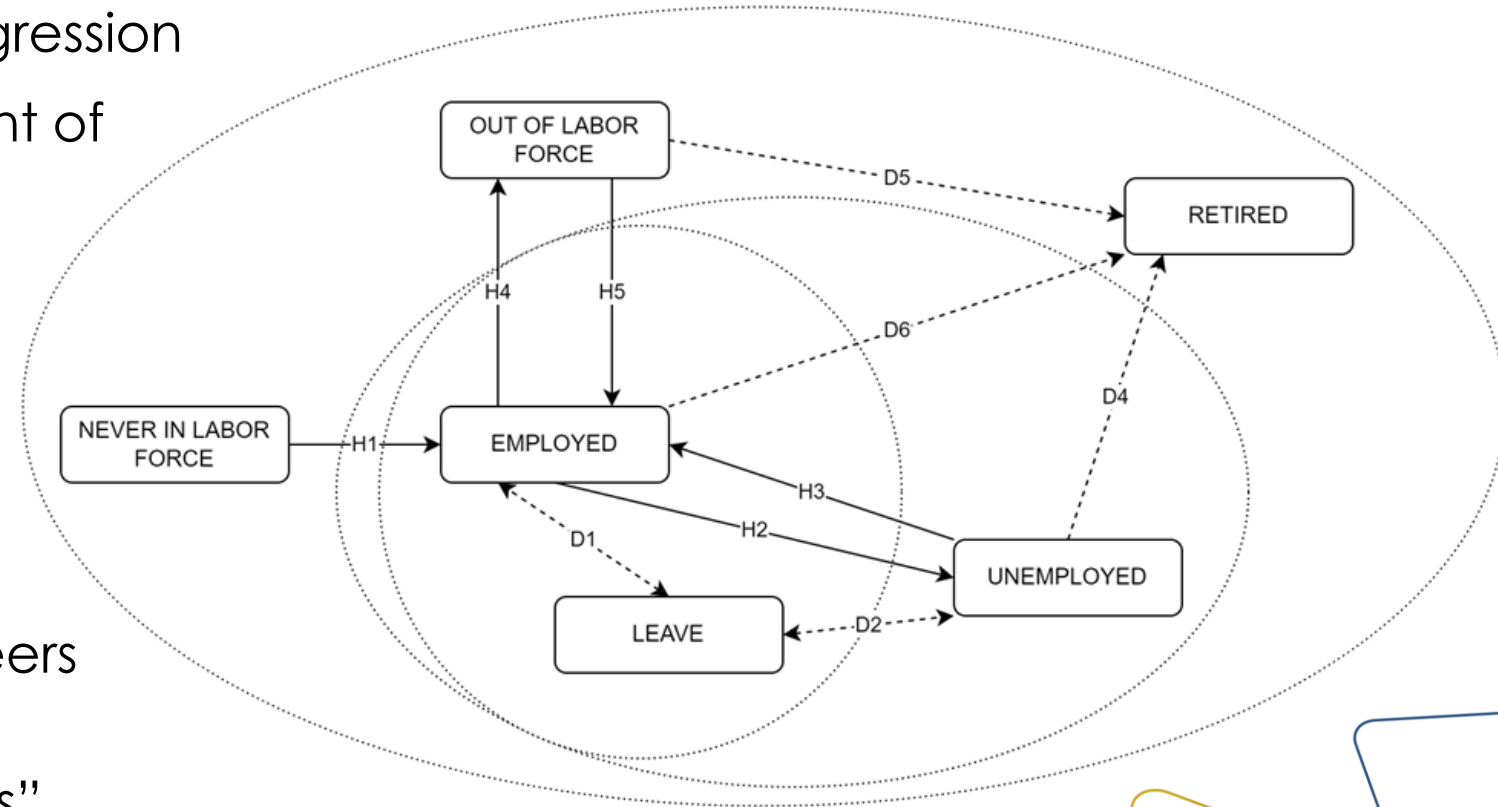 gression
nt of
eers
s”
OUT OF LABOR
FORCE
D5
RETIRED
H4
H5
D6
D4
NEVER IN LABOR
FORCE
H1
EMPLOYED
H3
H2
D1
UNEMPLOYED
LEAVE
D2